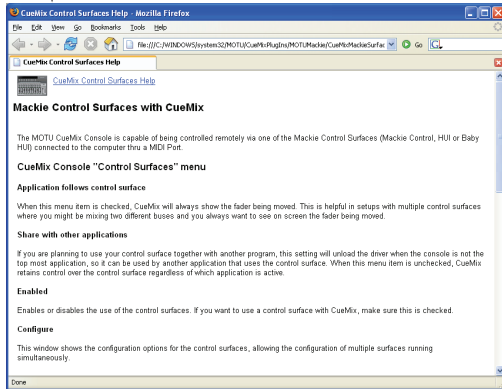 CueMix Control Surfaces Help - Mozilla Firefox
File Edit View Go Bookmarks Tools Help
file:///C:/WINDOWS/system32/MOTU/CueMixPlugIns/MOTUMackie/CueMixMackieSurfac Go
CueMix Control Surfaces Help
CueMix Control Surfaces Help
Mackie Control Surfaces with CueMix
The MOTU CueMix Console is capable of being controlled remotely via one of the Mackie Control Surfaces (Mackie Control, HUI or Baby
HUI) connected to the computer thru a MIDI Port.
CueMix Console "Control Surfaces" menu
Application follows control surface
When this menu item is checked, CueMix will always show the fader being moved. This is helpful in setups with multiple control surfaces
where you might be mixing two different buses and you always want to see on screen the fader being moved.
Share with other applications
If you are planning to use your control surface together with another program, this setting will unload the driver when the console is not the
top most application, so it can be used by another application that uses the control surface. When this menu item is unchecked, CueMix
retains control over the control surface regardless of which application is active.
Enabled
Enables or disables the use of the control surfaces. If you want to use a control surface with CueMix, make sure this is checked.
Configure
This window shows the configuration options for the control surfaces, allowing the configuration of multiple surfaces running
simultaneously.
Done